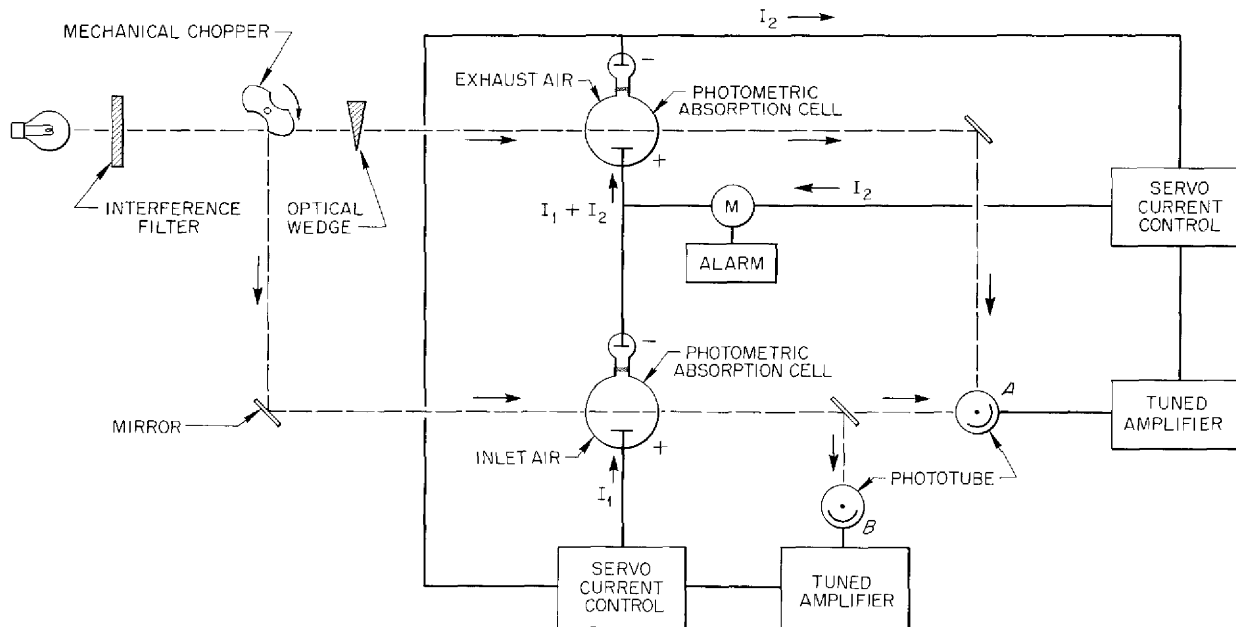 I₂
MECHANICAL CHOPPER
EXHAUST AIR
−
PHOTOMETRIC
ABSORPTION CELL
+
INTERFERENCE
FILTER
OPTICAL
WEDGE
I₁ + I₂
M
I₂
ALARM
SERVO
CURRENT
CONTROL
−
PHOTOMETRIC
ABSORPTION CELL
MIRROR
INLET AIR
+
A
TUNED
AMPLIFIER
I₁
PHOTOTUBE
B
SERVO
CURRENT
CONTROL
TUNED
AMPLIFIER